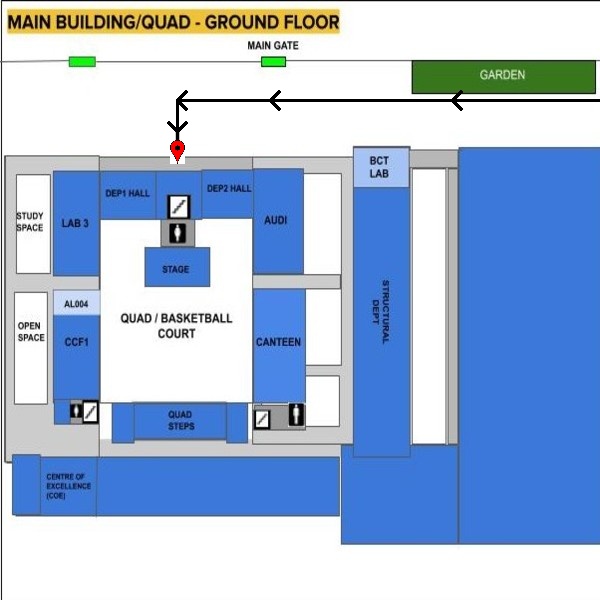 MAIN BUILDING/QUAD - GROUND FLOOR
MAIN GATE
GARDEN
BCT
LAB
DEP1 HALL
DEP2 HALL
STUDY
SPACE
LAB 3
AUDI
STAGE
AL004
STRUCTURAL
DEPT
OPEN
SPACE
CCF1
QUAD / BASKETBALL
COURT
CANTEEN
QUAD
STEPS
CENTRE OF
EXCELLENCE
(COE)